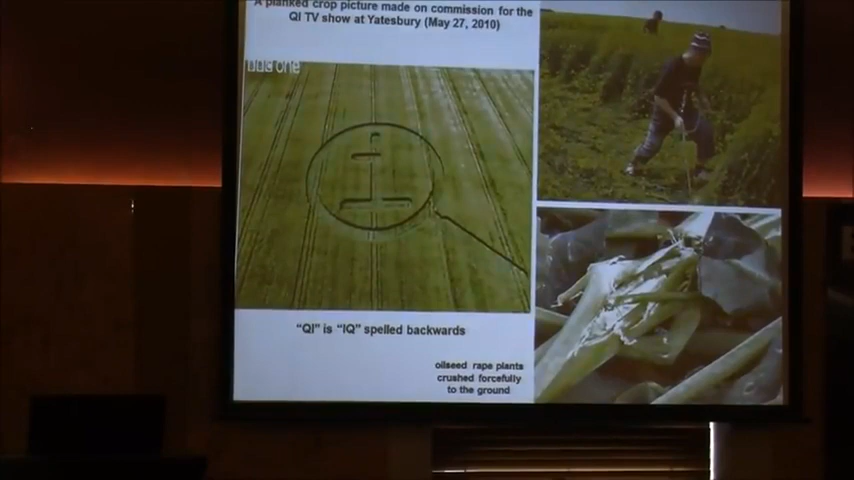 A planked crop picture made on commission for the
QI TV show at Yatesbury (May 27, 2010)
BBC one
"QI" is "IQ" spelled backwards
oilseed rape plants
crushed forcefully
to the ground